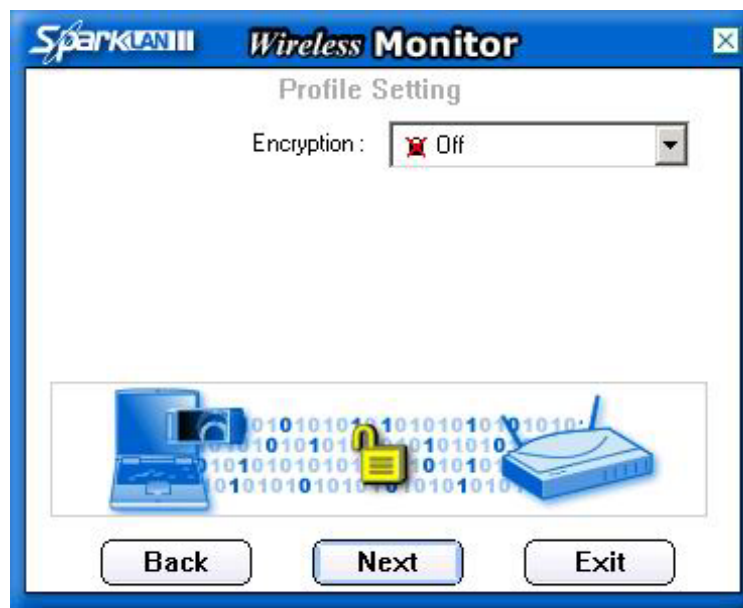 SparkLAN Wireless Monitor
Profile Setting
Encryption : Off
Back Next Exit